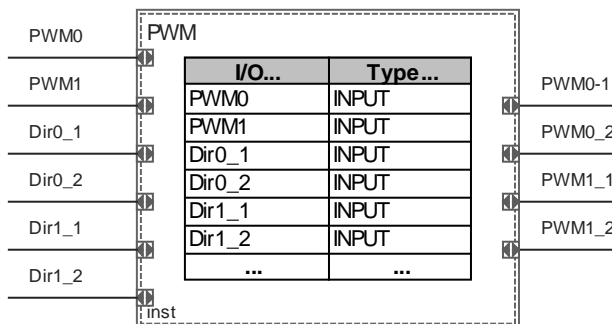 PWM0
PWM1
Dir0_1
Dir0_2
Dir1_1
Dir1_2
PWM
I/O... Type...
PWM0 INPUT
PWM1 INPUT
Dir0_1 INPUT
Dir0_2 INPUT
Dir1_1 INPUT
Dir1_2 INPUT
... ...
inst
PWM0-1
PWM0_2
PWM1_1
PWM1_2